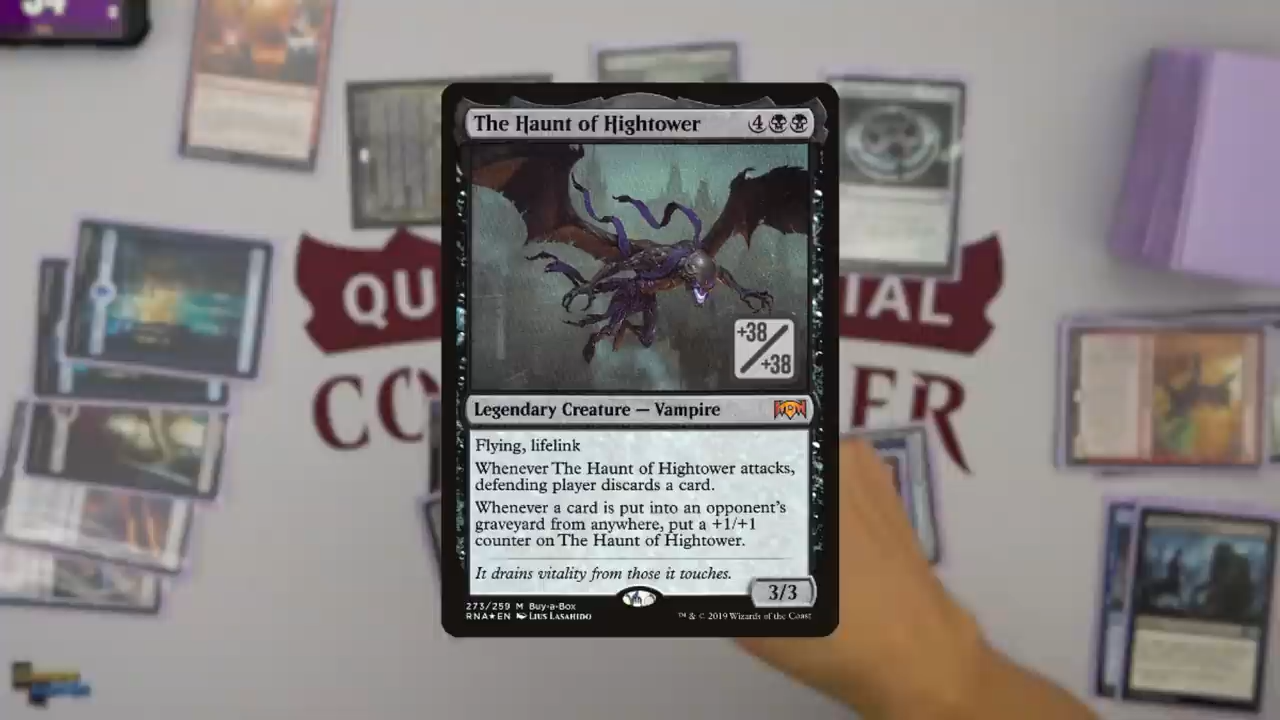 The Haunt of Hightower 4
+38
+38
Legendary Creature — Vampire
Flying, lifelink
Whenever The Haunt of Hightower attacks,
defending player discards a card.
Whenever a card is put into an opponent's
graveyard from anywhere, put a +1/+1
counter on The Haunt of Hightower.
It drains vitality from those it touches.
3/3
273/259 M Buy-a-Box
RNA★EN Lius Lasahido
™ & © 2019 Wizards of the Coast
QU
IAL
CO
ER